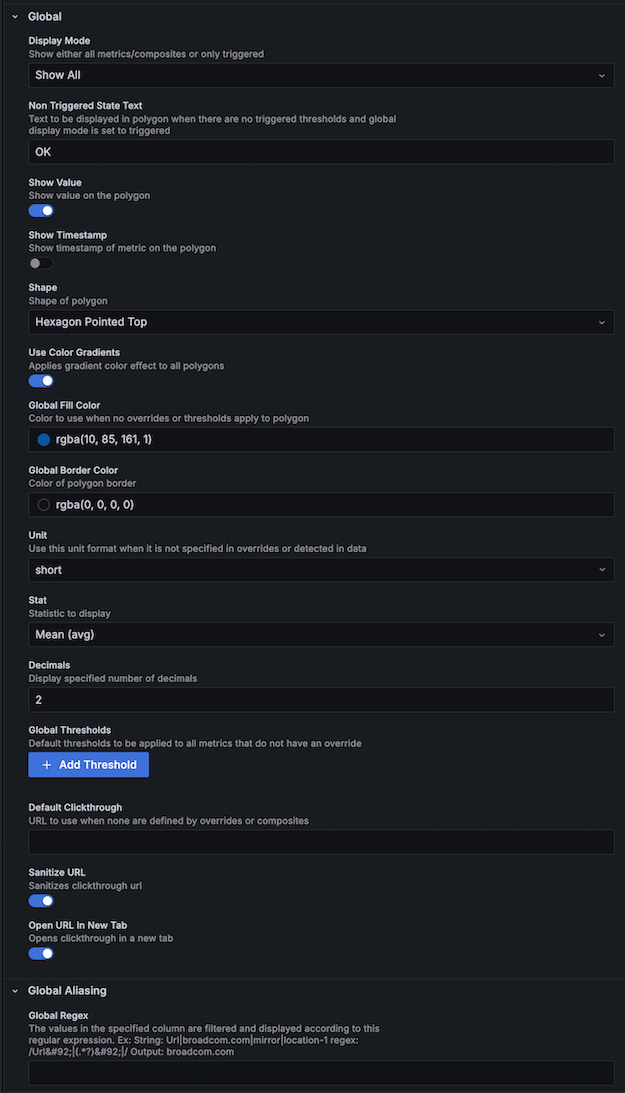 Global
Display Mode
Show either all metrics/composites or only triggered
Show All
Non Triggered State Text
Text to be displayed in polygon when there are no triggered thresholds and global
display mode is set to triggered
OK
Show Value
Show value on the polygon
Show Timestamp
Show timestamp of metric on the polygon
Shape
Shape of polygon
Hexagon Pointed Top
Use Color Gradients
Applies gradient color effect to all polygons
Global Fill Color
Color to use when no overrides or thresholds apply to polygon
rgba(10, 85, 161, 1)
Global Border Color
Color of polygon border
rgba(0, 0, 0, 0)
Unit
Use this unit format when it is not specified in overrides or detected in data
short
Stat
Statistic to display
Mean (avg)
Decimals
Display specified number of decimals
2
Global Thresholds
Default thresholds to be applied to all metrics that do not have an override
+ Add Threshold
Default Clickthrough
URL to use when none are defined by overrides or composites
Sanitize URL
Sanitizes clickthrough url
Open URL In New Tab
Opens clickthrough in a new tab
Global Aliasing
Global Regex
The values in the specified column are filtered and displayed according to this
regular expression. Ex: String: Url|broadcom.com|mirror|location-1 regex:
/Url&#92;|(.*?)&#92;|/ Output: broadcom.com